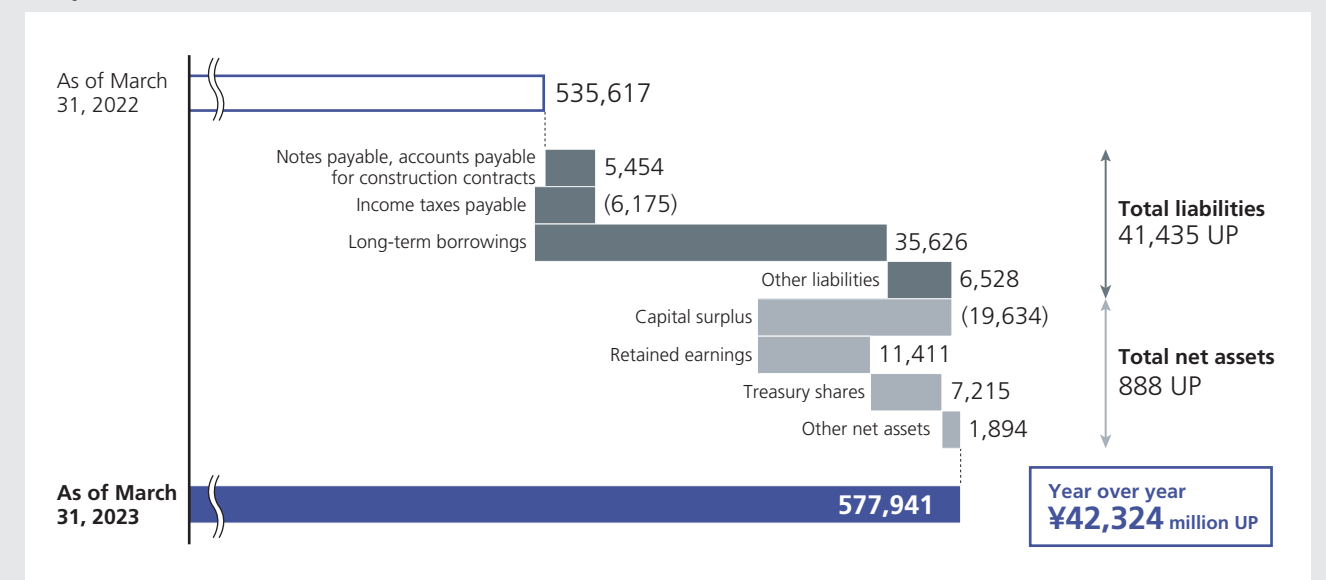 As of March
31, 2022
535,617
Notes payable, accounts payable
for construction contracts
5,454
Income taxes payable
(6,175)
Long-term borrowings
35,626
Other liabilities
6,528
Capital surplus
(19,634)
Retained earnings
11,411
Treasury shares
7,215
Other net assets
1,894
Total liabilities
41,435 UP
Total net assets
888 UP
As of March
31, 2023
577,941
Year over year
¥42,324 million UP